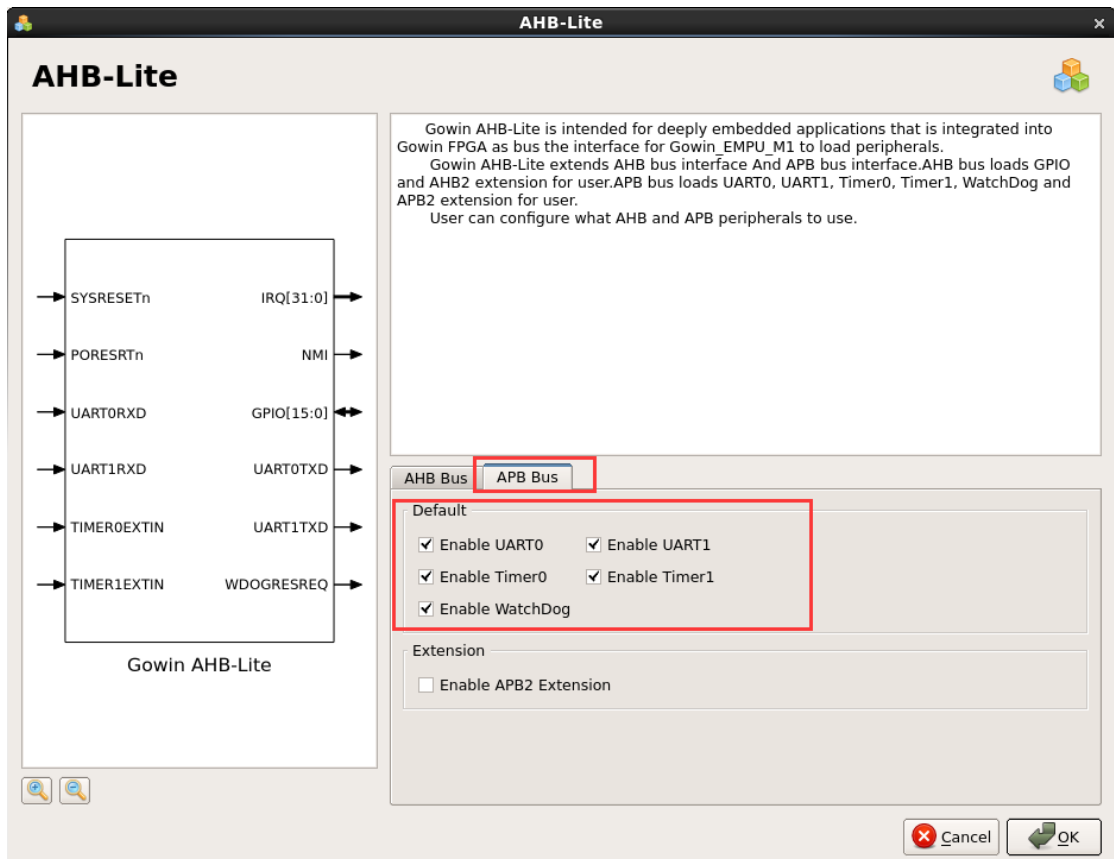 AHB-Lite
AHB-Lite
Gowin AHB-Lite is intended for deeply embedded applications that is integrated into
Gowin FPGA as bus the interface for Gowin_EMPU_M1 to load peripherals.
Gowin AHB-Lite extends AHB bus interface And APB bus interface.AHB bus loads GPIO
and AHB2 extension for user.APB bus loads UART0, UART1, Timer0, Timer1, WatchDog and
APB2 extension for user.
User can configure what AHB and APB peripherals to use.
SYSRESETn IRQ[31:0]
PORESRTn NMI
UART0RXD GPIO[15:0]
UART1RXD UART0TXD
TIMER0EXTIN UART1TXD
TIMER1EXTIN WDOGRESREQ
Gowin AHB-Lite
AHB Bus APB Bus
Default
Enable UART0 Enable UART1
Enable Timer0 Enable Timer1
Enable WatchDog
Extension
Enable APB2 Extension
Cancel OK